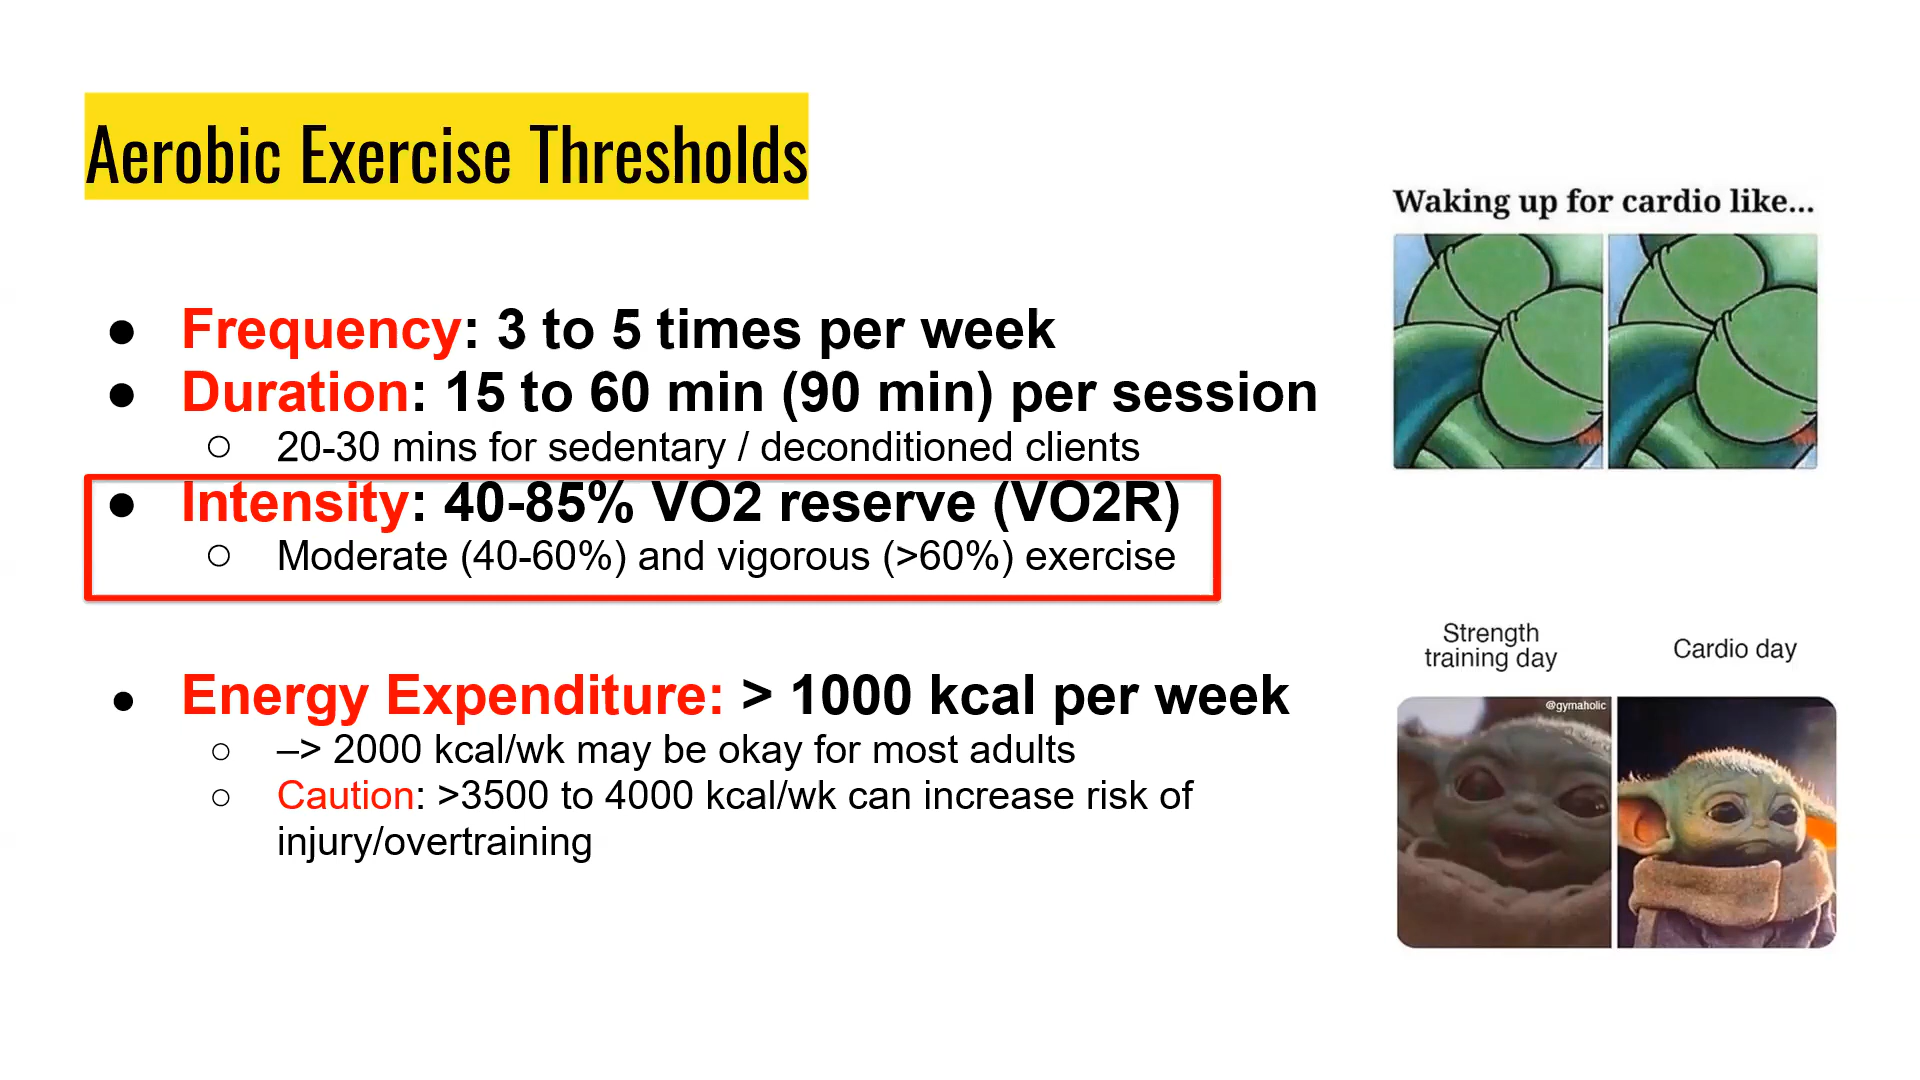 Aerobic Exercise Thresholds
● Frequency: 3 to 5 times per week
● Duration: 15 to 60 min (90 min) per session
○ 20-30 mins for sedentary / deconditioned clients
● Intensity: 40-85% VO2 reserve (VO2R)
○ Moderate (40-60%) and vigorous (>60%) exercise
● Energy Expenditure: > 1000 kcal per week
○ –> 2000 kcal/wk may be okay for most adults
○ Caution: >3500 to 4000 kcal/wk can increase risk of
injury/overtraining
Waking up for cardio like...
Strength
training day
Cardio day
@gymaholic